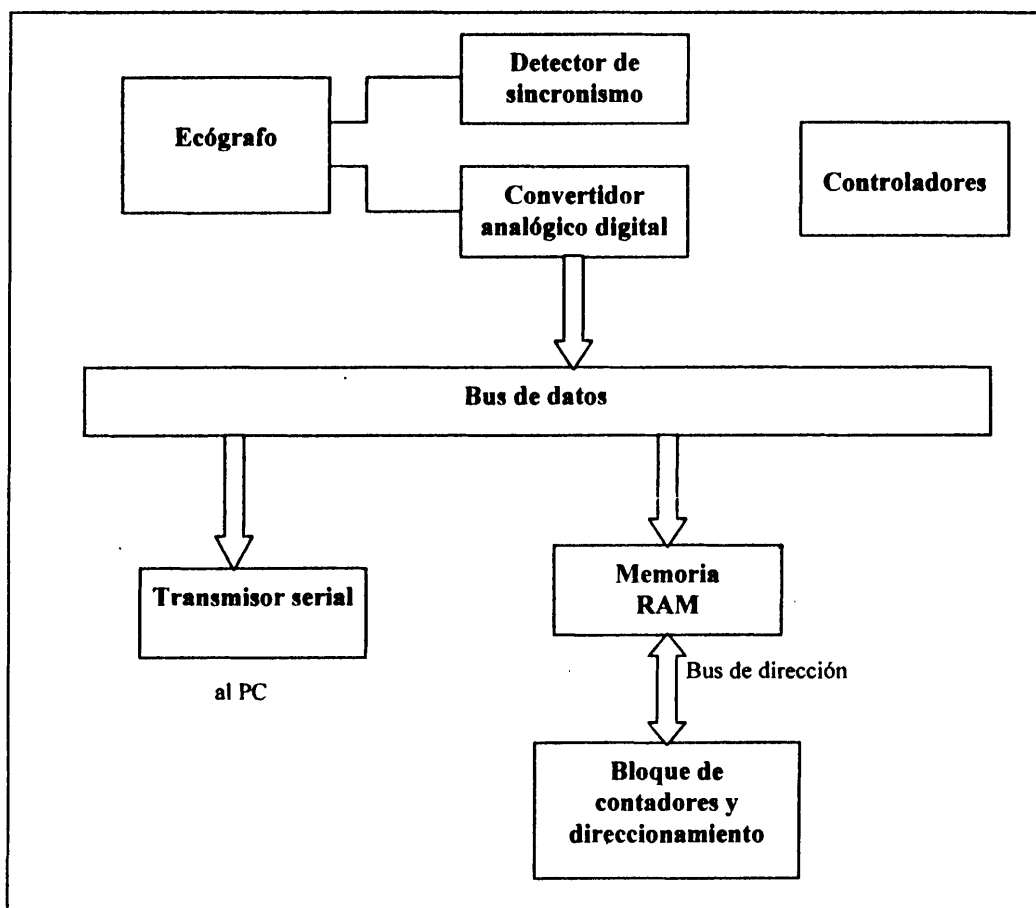 Detector de
sincronismo
Ecógrafo
Controladores
Convertidor
analógico digital
Bus de datos
Transmisor serial
al PC
Memoria
RAM
Bus de dirección
Bloque de
contadores y
direccionamiento